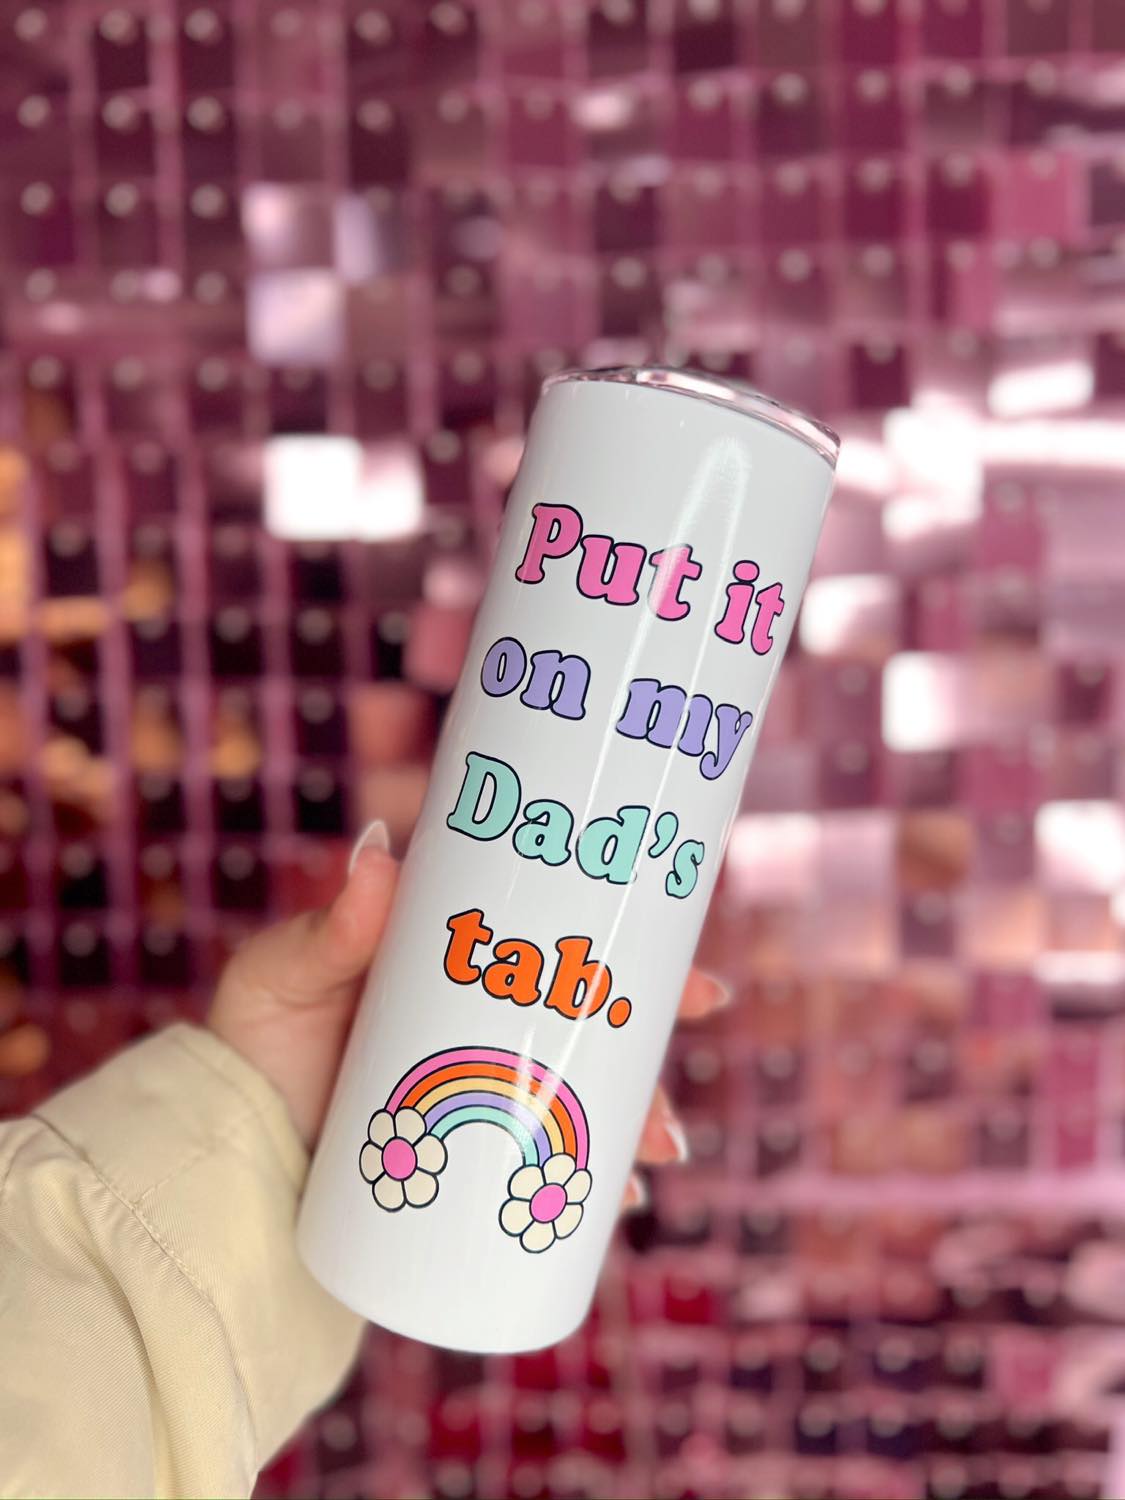 Put it
on my
Dad's
tab.